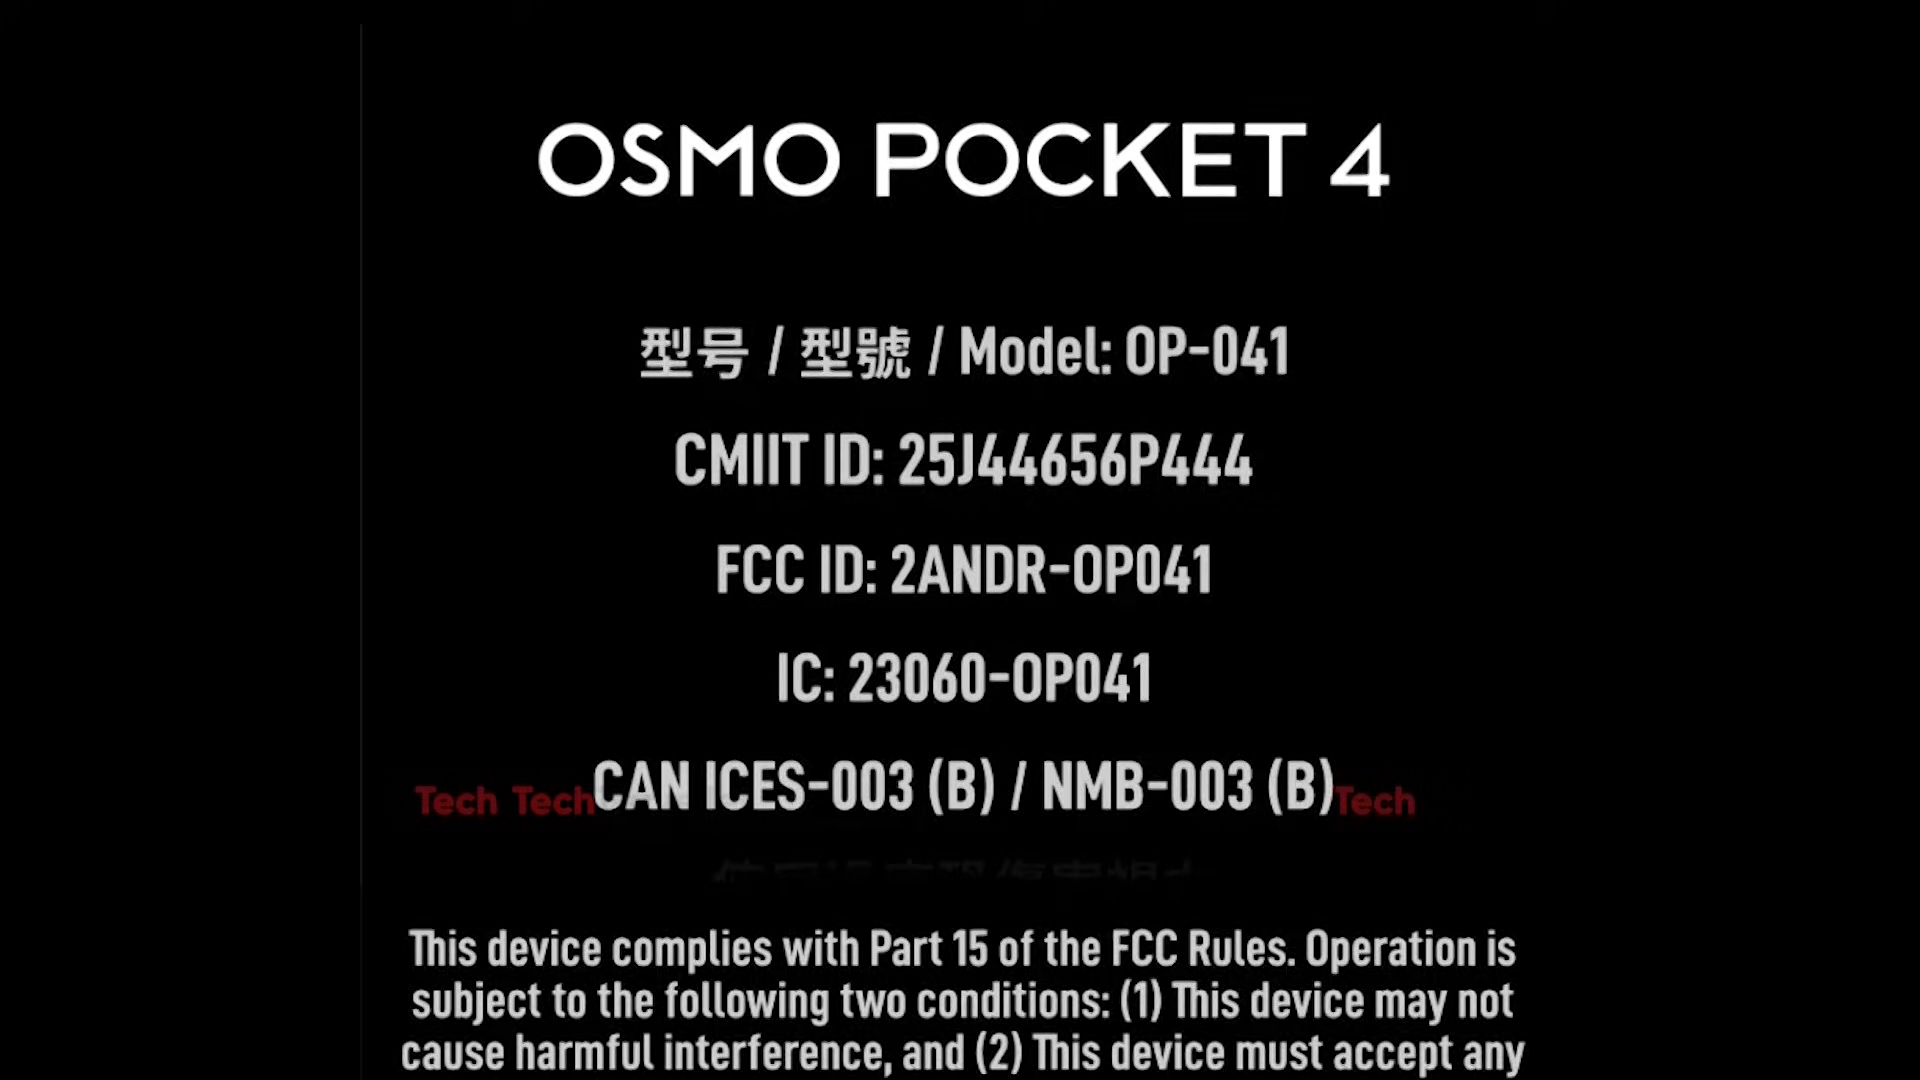 OSMO POCKET 4
型号 / 型號 / Model: OP-041
CMIIT ID: 25J44656P444
FCC ID: 2ANDR-OP041
IC: 23060-OP041
Tech Tech
CAN ICES-003 (B) / NMB-003 (B)
Tech
This device complies with Part 15 of the FCC Rules. Operation is
subject to the following two conditions: (1) This device may not
cause harmful interference, and (2) This device must accept any